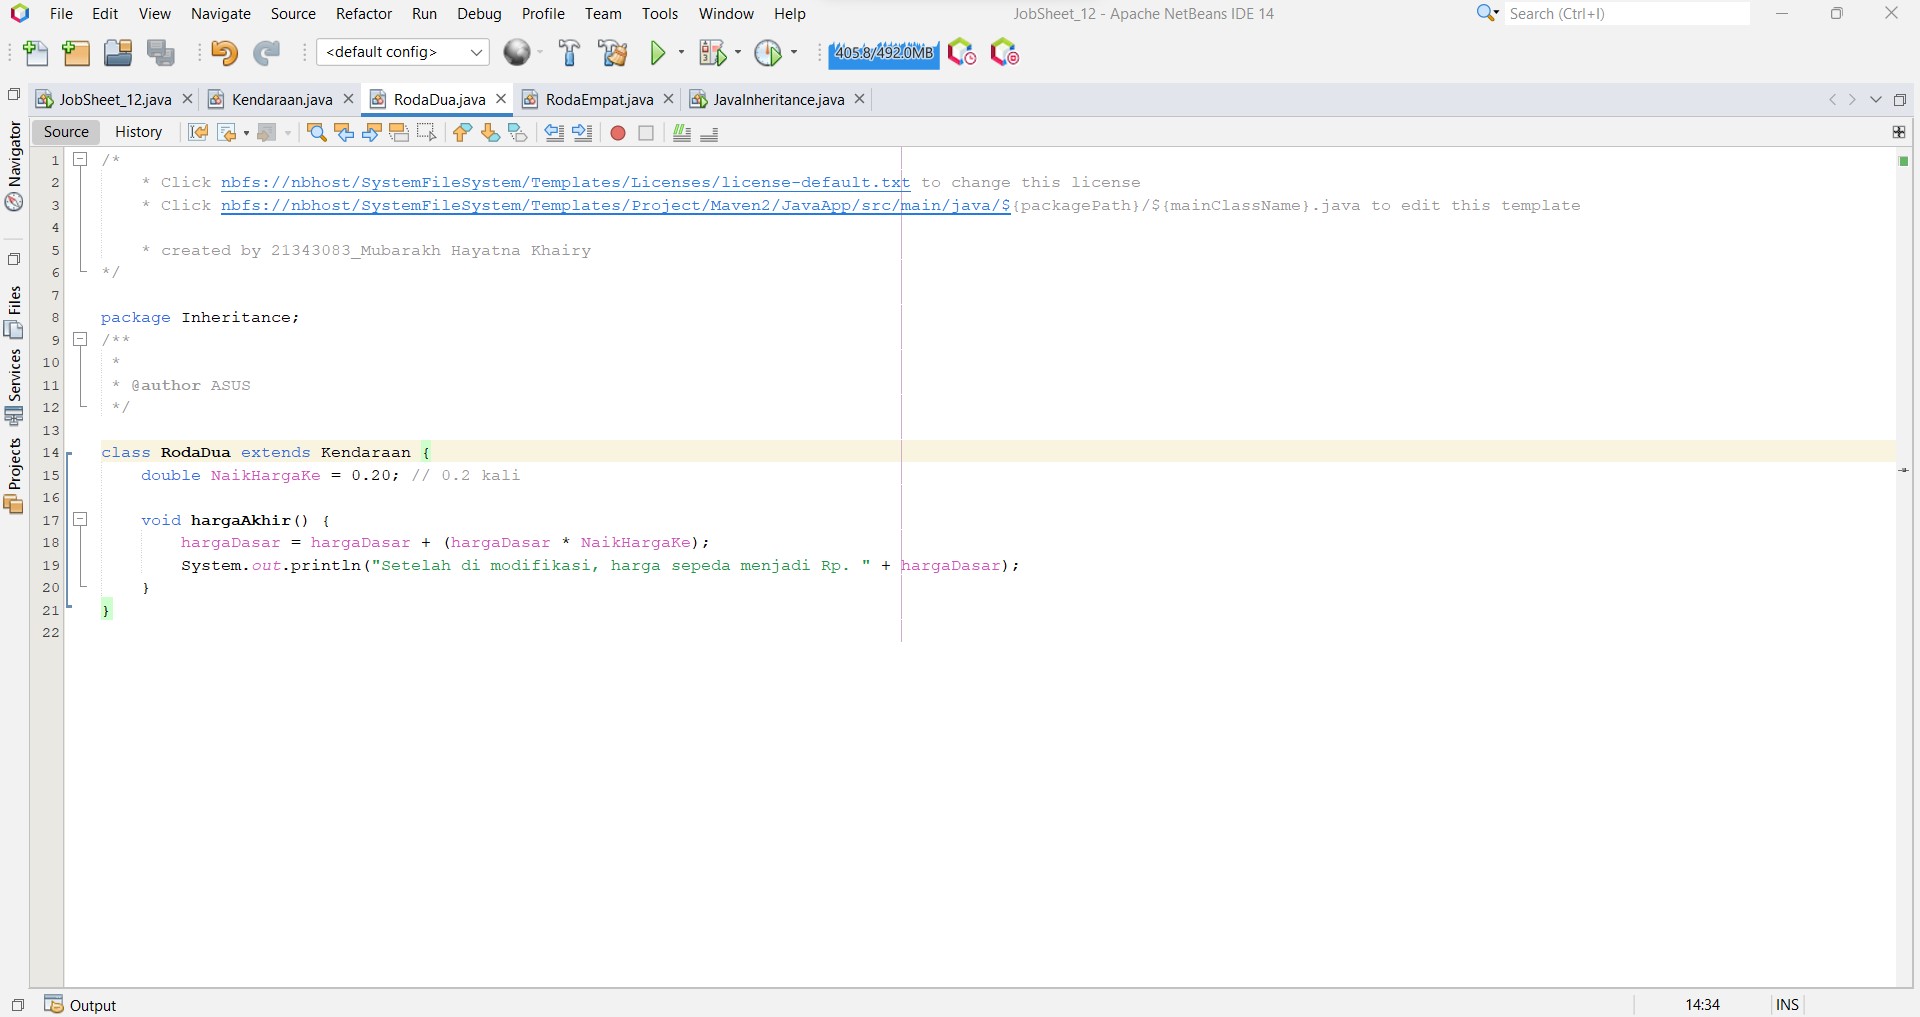 File Edit View Navigate Source Refactor Run Debug Profile Team Tools Window Help JobSheet_12 - Apache NetBeans IDE 14 Search (Ctrl+I)
<default config> 405.8/492.0MB
JobSheet_12.java Kendaraan.java RodaDua.java RodaEmpat.java JavaInheritance.java
Source History
Navigator
Files
Services
Projects
1 /*
2 * Click nbfs://nbhost/SystemFileSystem/Templates/Licenses/license-default.txt to change this license
3 * Click nbfs://nbhost/SystemFileSystem/Templates/Project/Maven2/JavaApp/src/main/java/${packagePath}/${mainClassName}.java to edit this template
4
5 * created by 21343083_Mubarakh Hayatna Khairy
6 */
7
8 package Inheritance;
9 /**
10 *
11 * @author ASUS
12 */
13
14 class RodaDua extends Kendaraan {
15 double NaikHargaKe = 0.20; // 0.2 kali
16
17 void hargaAkhir() {
18 hargaDasar = hargaDasar + (hargaDasar * NaikHargaKe);
19 System.out.println("Setelah di modifikasi, harga sepeda menjadi Rp. " + hargaDasar);
20 }
21 }
22
Output 14:34 INS